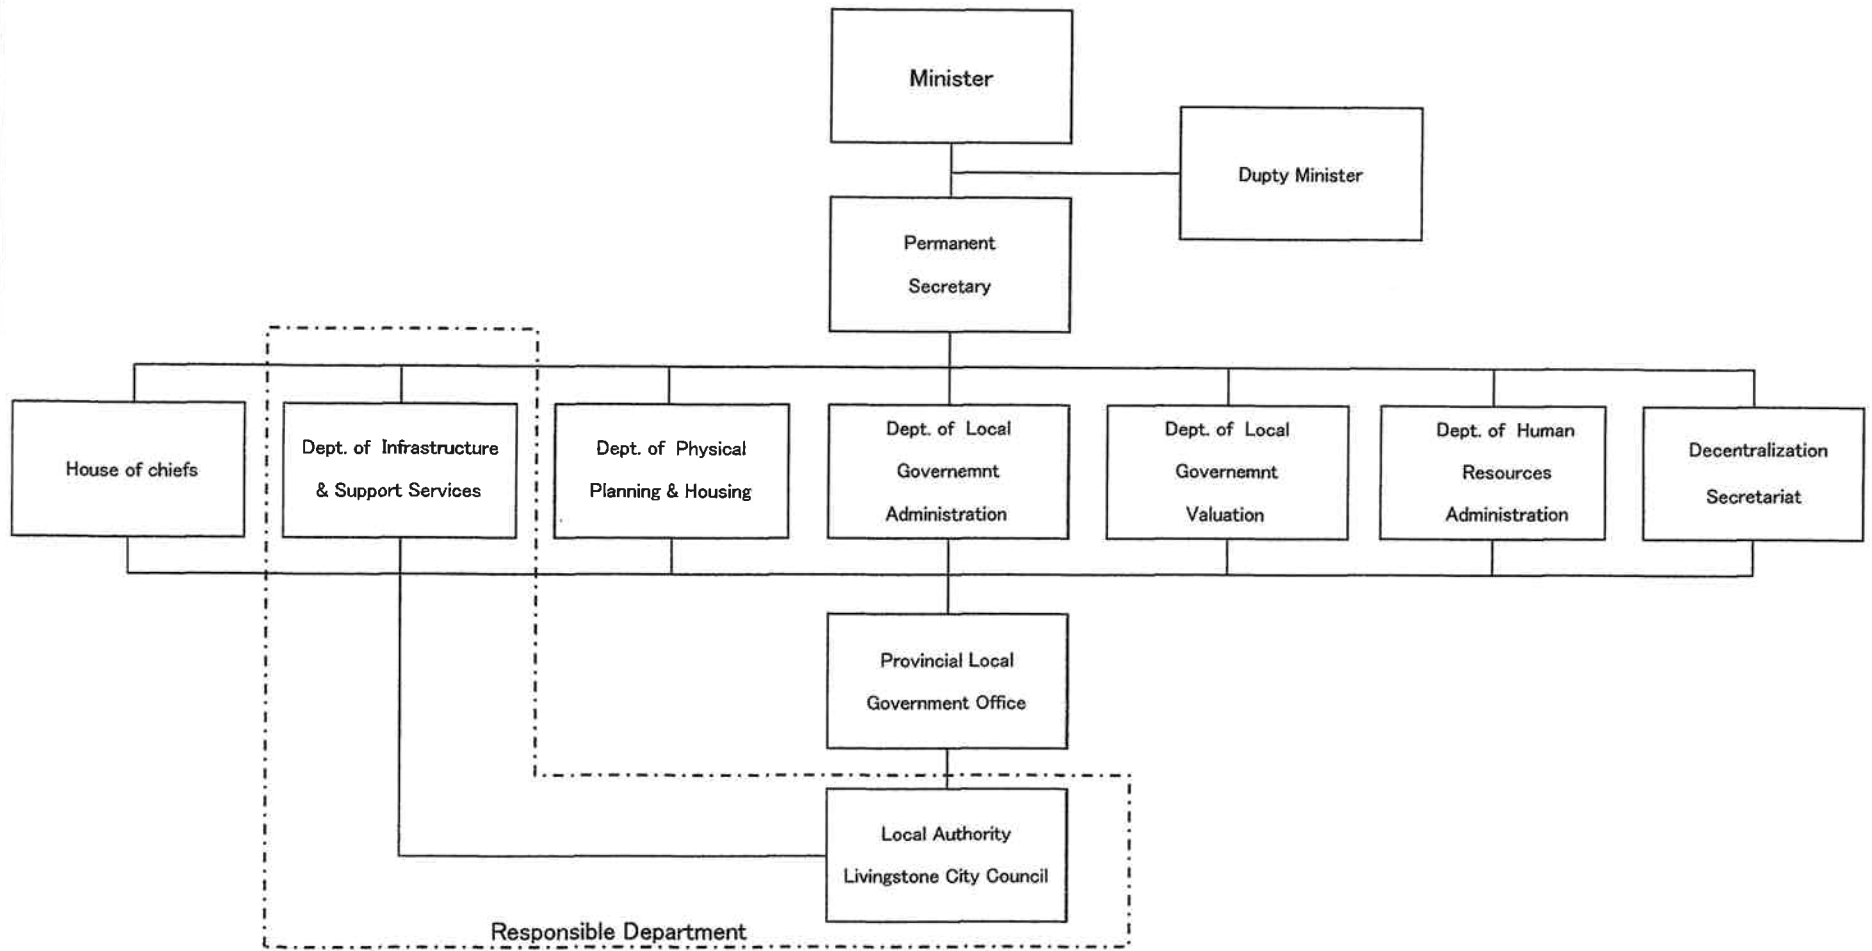 Minister
Dupty Minister
Permanent
Secretary
House of chiefs
Dept. of Infrastructure
& Support Services
Dept. of Physical
Planning & Housing
Dept. of Local
Governemnt
Administration
Dept. of Local
Governemnt
Valuation
Dept. of Human
Resources
Administration
Decentralization
Secretariat
Provincial Local
Government Office
Local Authority
Livingstone City Council
Responsible Department